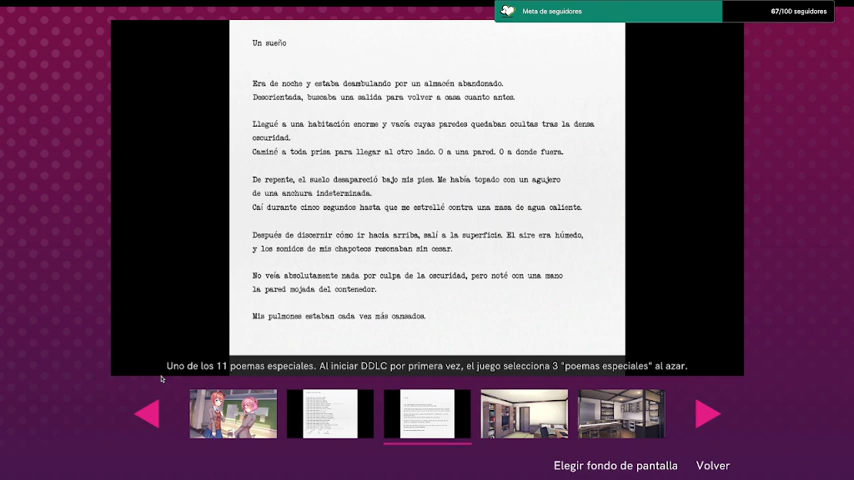 Meta de seguidores
67/100 seguidores
Un sueño
Era de noche y estaba deambulando por un almacén abandonado.
Desorientada, buscaba una salida para volver a casa cuanto antes.
Llegué a una habitación enorme y vacía cuyas paredes quedaban ocultas tras la densa
oscuridad.
Caminé a toda prisa para llegar al otro lado. O a una pared. O a donde fuera.
De repente, el suelo desapareció bajo mis pies. Me había topado con un agujero
de una anchura indeterminada.
Caí durante cinco segundos hasta que me estrellé contra una masa de agua caliente.
Después de discernir cómo ir hacia arriba, salí a la superficie. El aire era húmedo,
y los sonidos de mis chapoteos resonaban sin cesar.
No veía absolutamente nada por culpa de la oscuridad, pero noté con una mano
la pared mojada del contenedor.
Mis pulmones estaban cada vez más cansados.
Uno de los 11 poemas especiales. Al iniciar DDLC por primera vez, el juego selecciona 3 "poemas especiales" al azar.
Elegir fondo de pantalla
Volver